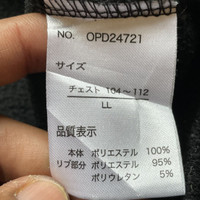 NO. OPD24721
サイズ
チェスト 104～112
LL
品質表示
本体 ポリエステル 100%
リブ部分 ポリエステル 95%
ポリウレタン 5%